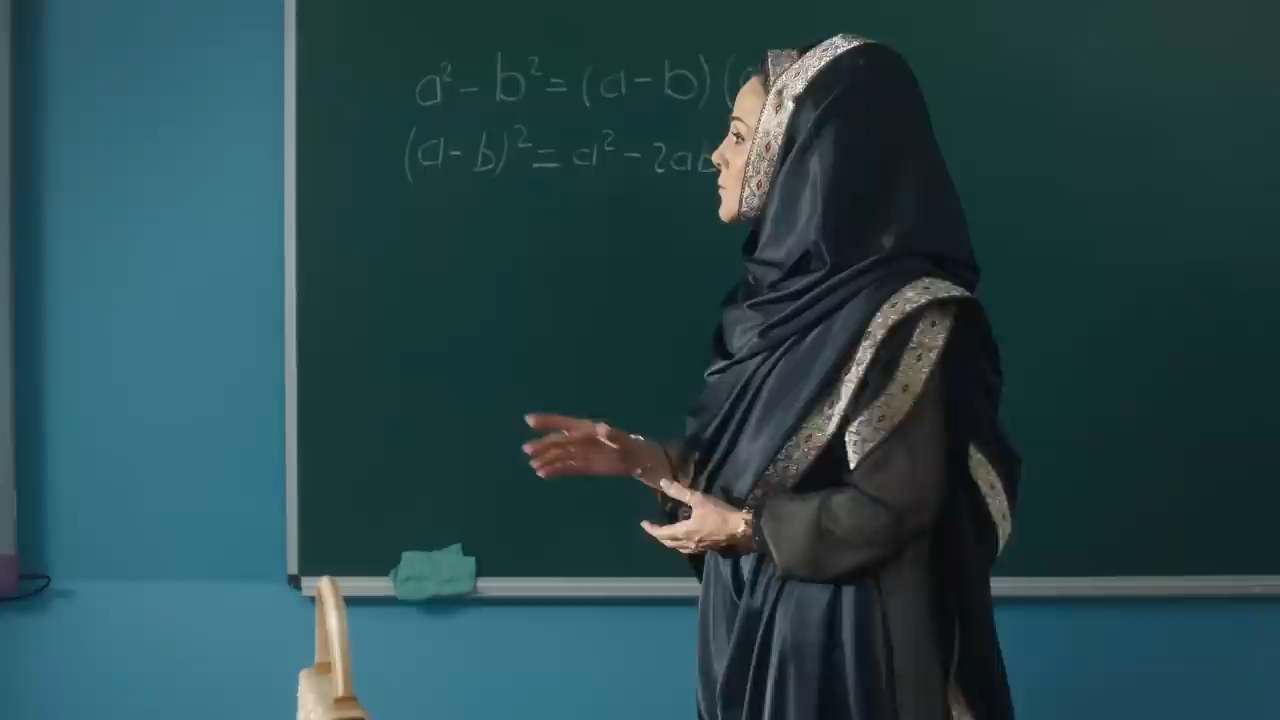 a² - b² = (a - b) (
(a - b)² = a² - 2ab